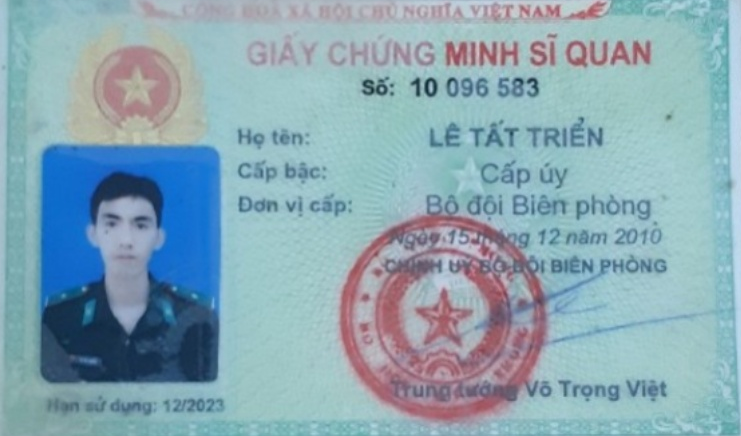 CỘNG HOÀ XÃ HỘI CHỦ NGHĨA VIỆT NAM
GIẤY CHỨNG MINH SĨ QUAN
Số: 10 096 583
Họ tên: LÊ TẤT TRIỂN
Cấp bậc: Cấp úy
Đơn vị cấp: Bộ đội Biên phòng
Ngày 15 tháng 12 năm 2010
CHÍNH UỶ BỘ ĐỘI BIÊN PHÒNG
Trung tướng Võ Trọng Việt
Hạn sử dụng: 12/2023